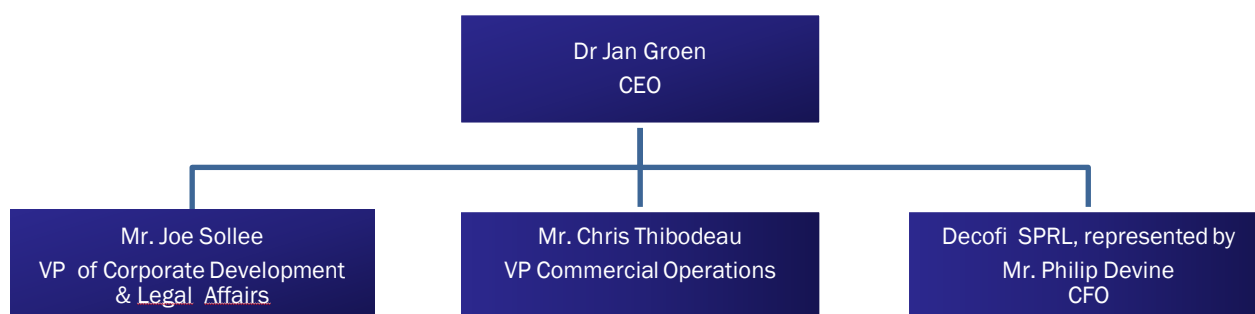 Dr Jan Groen
CEO
Mr. Joe Sollee
VP of Corporate Development
& Legal Affairs
Mr. Chris Thibodeau
VP Commercial Operations
Decofi SPRL, represented by
Mr. Philip Devine
CFO